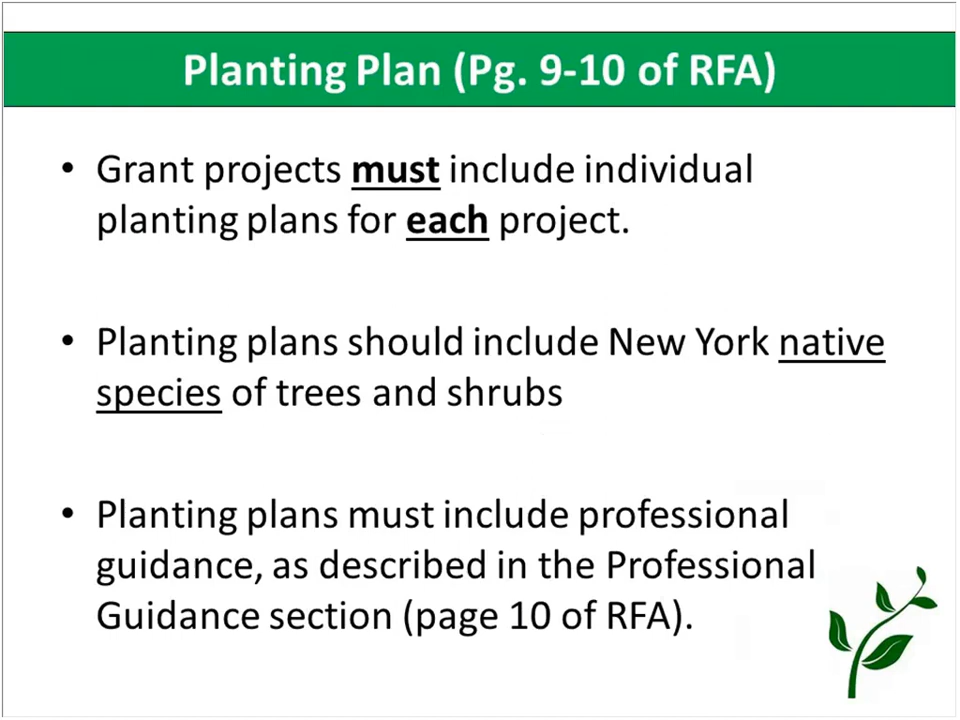 Planting Plan (Pg. 9-10 of RFA)
• Grant projects must include individual
planting plans for each project.
• Planting plans should include New York native
species of trees and shrubs
• Planting plans must include professional
guidance, as described in the Professional
Guidance section (page 10 of RFA).